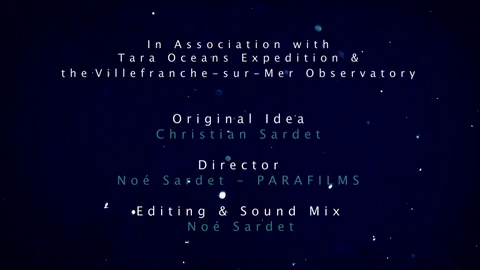 In Association with
Tara Oceans Expedition &
the Villefranche-sur-Mer Observatory
Original Idea
Christian Sardet
Director
Noé Sardet - PARAFILMS
Editing & Sound Mix
Noé Sardet